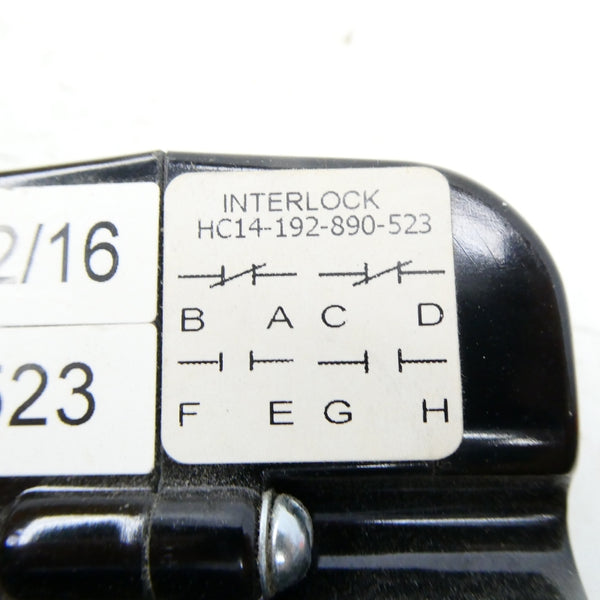 2/16
523
INTERLOCK
HC14-192-890-523
B A C D
F E G H